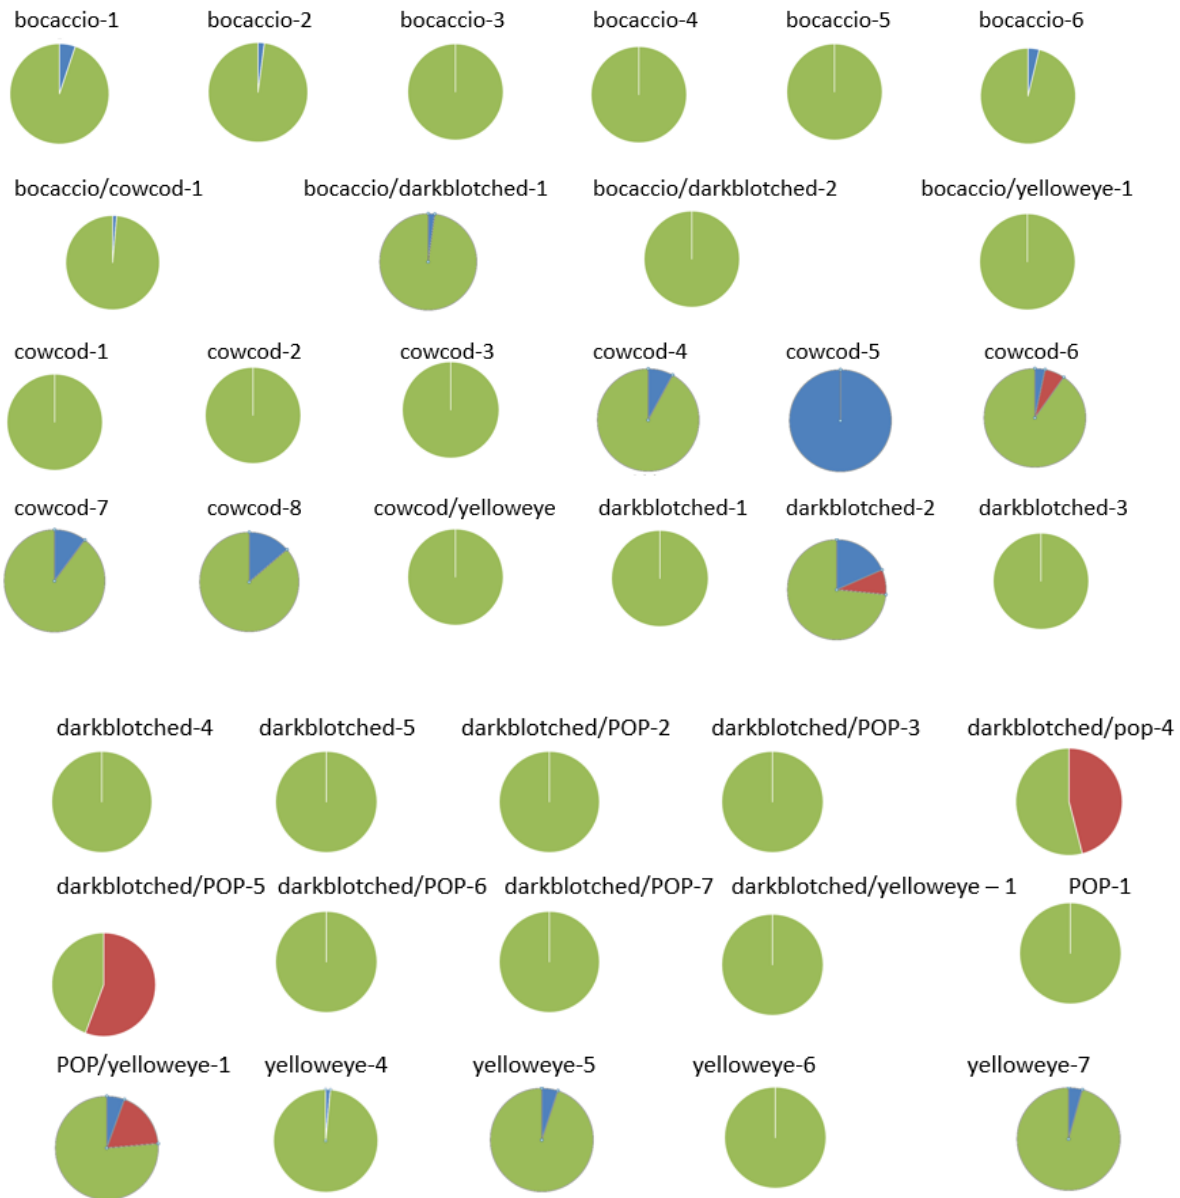 bocaccio-1 bocaccio-2 bocaccio-3 bocaccio-4 bocaccio-5 bocaccio-6
bocaccio/cowcod-1 bocaccio/darkblotched-1 bocaccio/darkblotched-2 bocaccio/yelloweye-1
cowcod-1 cowcod-2 cowcod-3 cowcod-4 cowcod-5 cowcod-6
cowcod-7 cowcod-8 cowcod/yelloweye darkblotched-1 darkblotched-2 darkblotched-3
darkblotched-4 darkblotched-5 darkblotched/POP-2 darkblotched/POP-3 darkblotched/pop-4
darkblotched/POP-5 darkblotched/POP-6 darkblotched/POP-7 darkblotched/yelloweye – 1 POP-1
POP/yelloweye-1 yelloweye-4 yelloweye-5 yelloweye-6 yelloweye-7